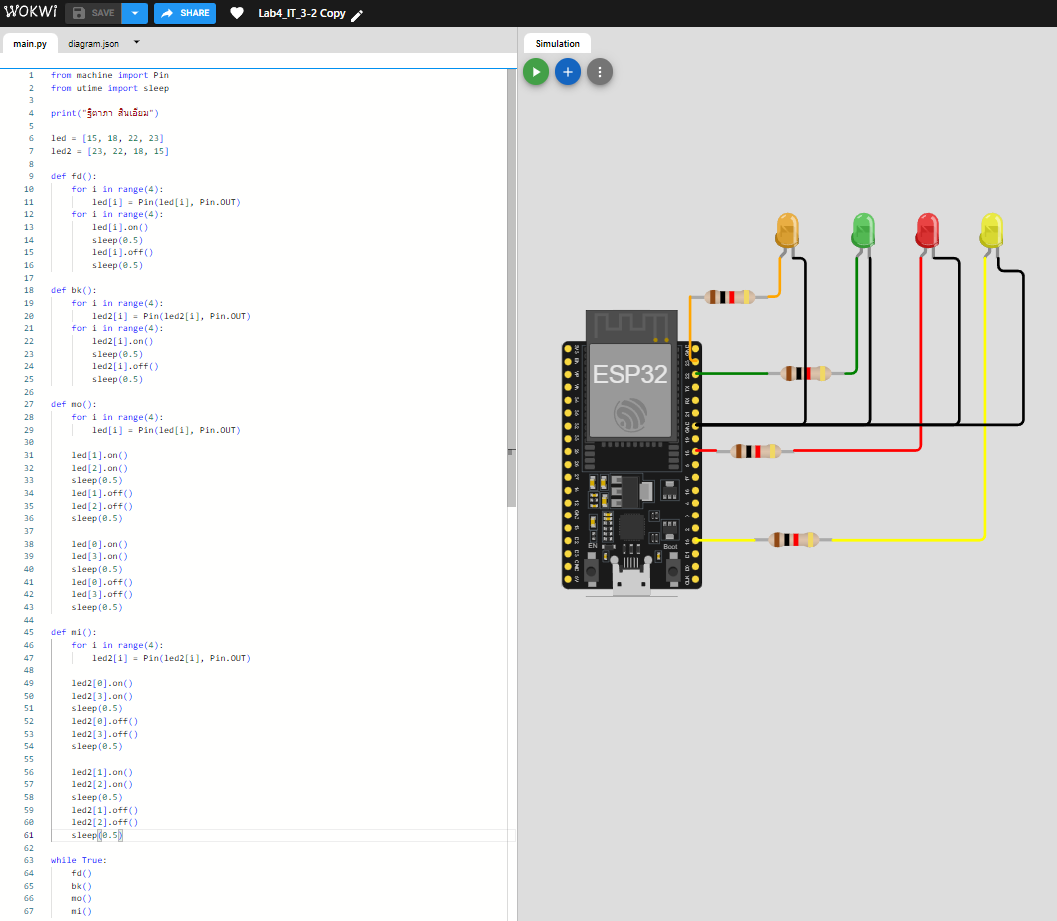 WOKWi SAVE SHARE Lab4_IT_3-2 Copy
main.py diagram.json
Simulation
1 from machine import Pin
2 from utime import sleep
3
4 print("ฐิตาภา สินเอี่ยม")
5
6 led = [15, 18, 22, 23]
7 led2 = [23, 22, 18, 15]
8
9 def fd():
10 for i in range(4):
11 led[i] = Pin(led[i], Pin.OUT)
12 for i in range(4):
13 led[i].on()
14 sleep(0.5)
15 led[i].off()
16 sleep(0.5)
17
18 def bk():
19 for i in range(4):
20 led2[i] = Pin(led2[i], Pin.OUT)
21 for i in range(4):
22 led2[i].on()
23 sleep(0.5)
24 led2[i].off()
25 sleep(0.5)
26
27 def mo():
28 for i in range(4):
29 led[i] = Pin(led[i], Pin.OUT)
30
31 led[1].on()
32 led[2].on()
33 sleep(0.5)
34 led[1].off()
35 led[2].off()
36 sleep(0.5)
37
38 led[0].on()
39 led[3].on()
40 sleep(0.5)
41 led[0].off()
42 led[3].off()
43 sleep(0.5)
44
45 def mi():
46 for i in range(4):
47 led2[i] = Pin(led2[i], Pin.OUT)
48
49 led2[0].on()
50 led2[3].on()
51 sleep(0.5)
52 led2[0].off()
53 led2[3].off()
54 sleep(0.5)
55
56 led2[1].on()
57 led2[2].on()
58 sleep(0.5)
59 led2[1].off()
60 led2[2].off()
61 sleep(0.5)
62
63 while True:
64 fd()
65 bk()
66 mo()
67 mi()
ESP32
EN
Boot